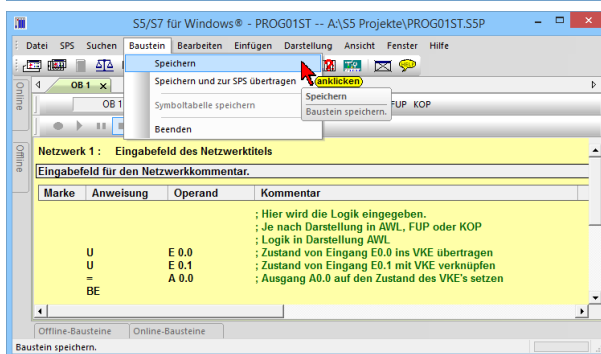 S5/S7 für Windows® - PROG01ST -- A:\S5 Projekte\PROG01ST.S5P
Datei SPS Suchen Baustein Bearbeiten Einfügen Darstellung Ansicht Fenster Hilfe
Speichern
Speichern und zur SPS übertragen
(anklicken)
Symboltabelle speichern
Beenden
Speichern
Baustein speichern.
OB 1
OB 1
FUP KOP
Online
Offline
Netzwerk 1 : Eingabefeld des Netzwerktitels
Eingabefeld für den Netzwerkkommentar.
Marke Anweisung Operand Kommentar
; Hier wird die Logik eingegeben.
; Je nach Darstellung in AWL, FUP oder KOP
; Logik in Darstellung AWL
U E 0.0 ; Zustand von Eingang E0.0 ins VKE übertragen
U E 0.1 ; Zustand von Eingang E0.1 mit VKE verknüpfen
= A 0.0 ; Ausgang A0.0 auf den Zustand des VKE's setzen
BE
Offline-Bausteine Online-Bausteine
Baustein speichern.